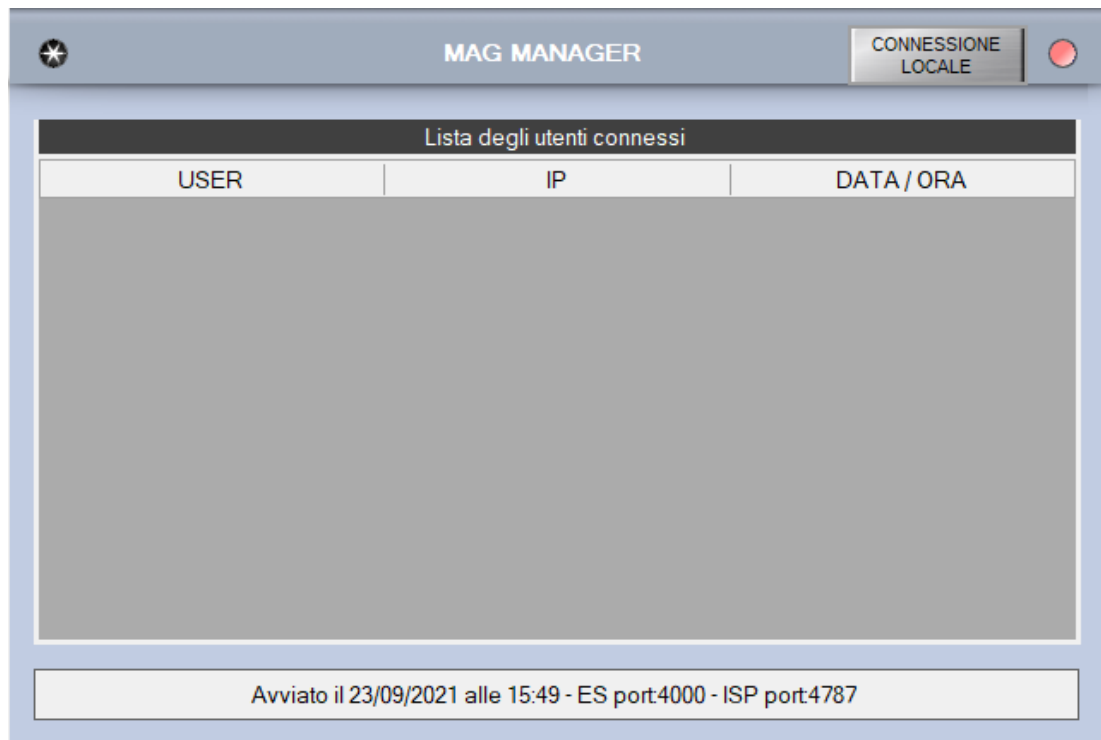 MAG MANAGER
CONNESSIONE
LOCALE
Lista degli utenti connessi
USER IP DATA / ORA
Avviato il 23/09/2021 alle 15:49 - ES port:4000 - ISP port:4787